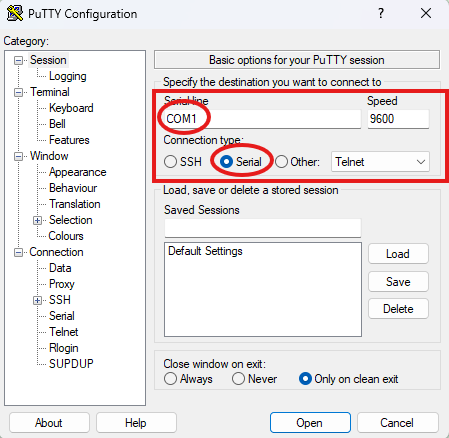 PuTTY Configuration
? ×
Category:
Session
Logging
Terminal
Keyboard
Bell
Features
Window
Appearance
Behaviour
Translation
Selection
Colours
Connection
Data
Proxy
SSH
Serial
Telnet
Rlogin
SUPDUP
Basic options for your PuTTY session
Specify the destination you want to connect to
Serial line Speed
COM1 9600
Connection type:
SSH Serial Other: Telnet
Load, save or delete a stored session
Saved Sessions
Default Settings
Load
Save
Delete
Close window on exit:
Always Never Only on clean exit
About Help Open Cancel